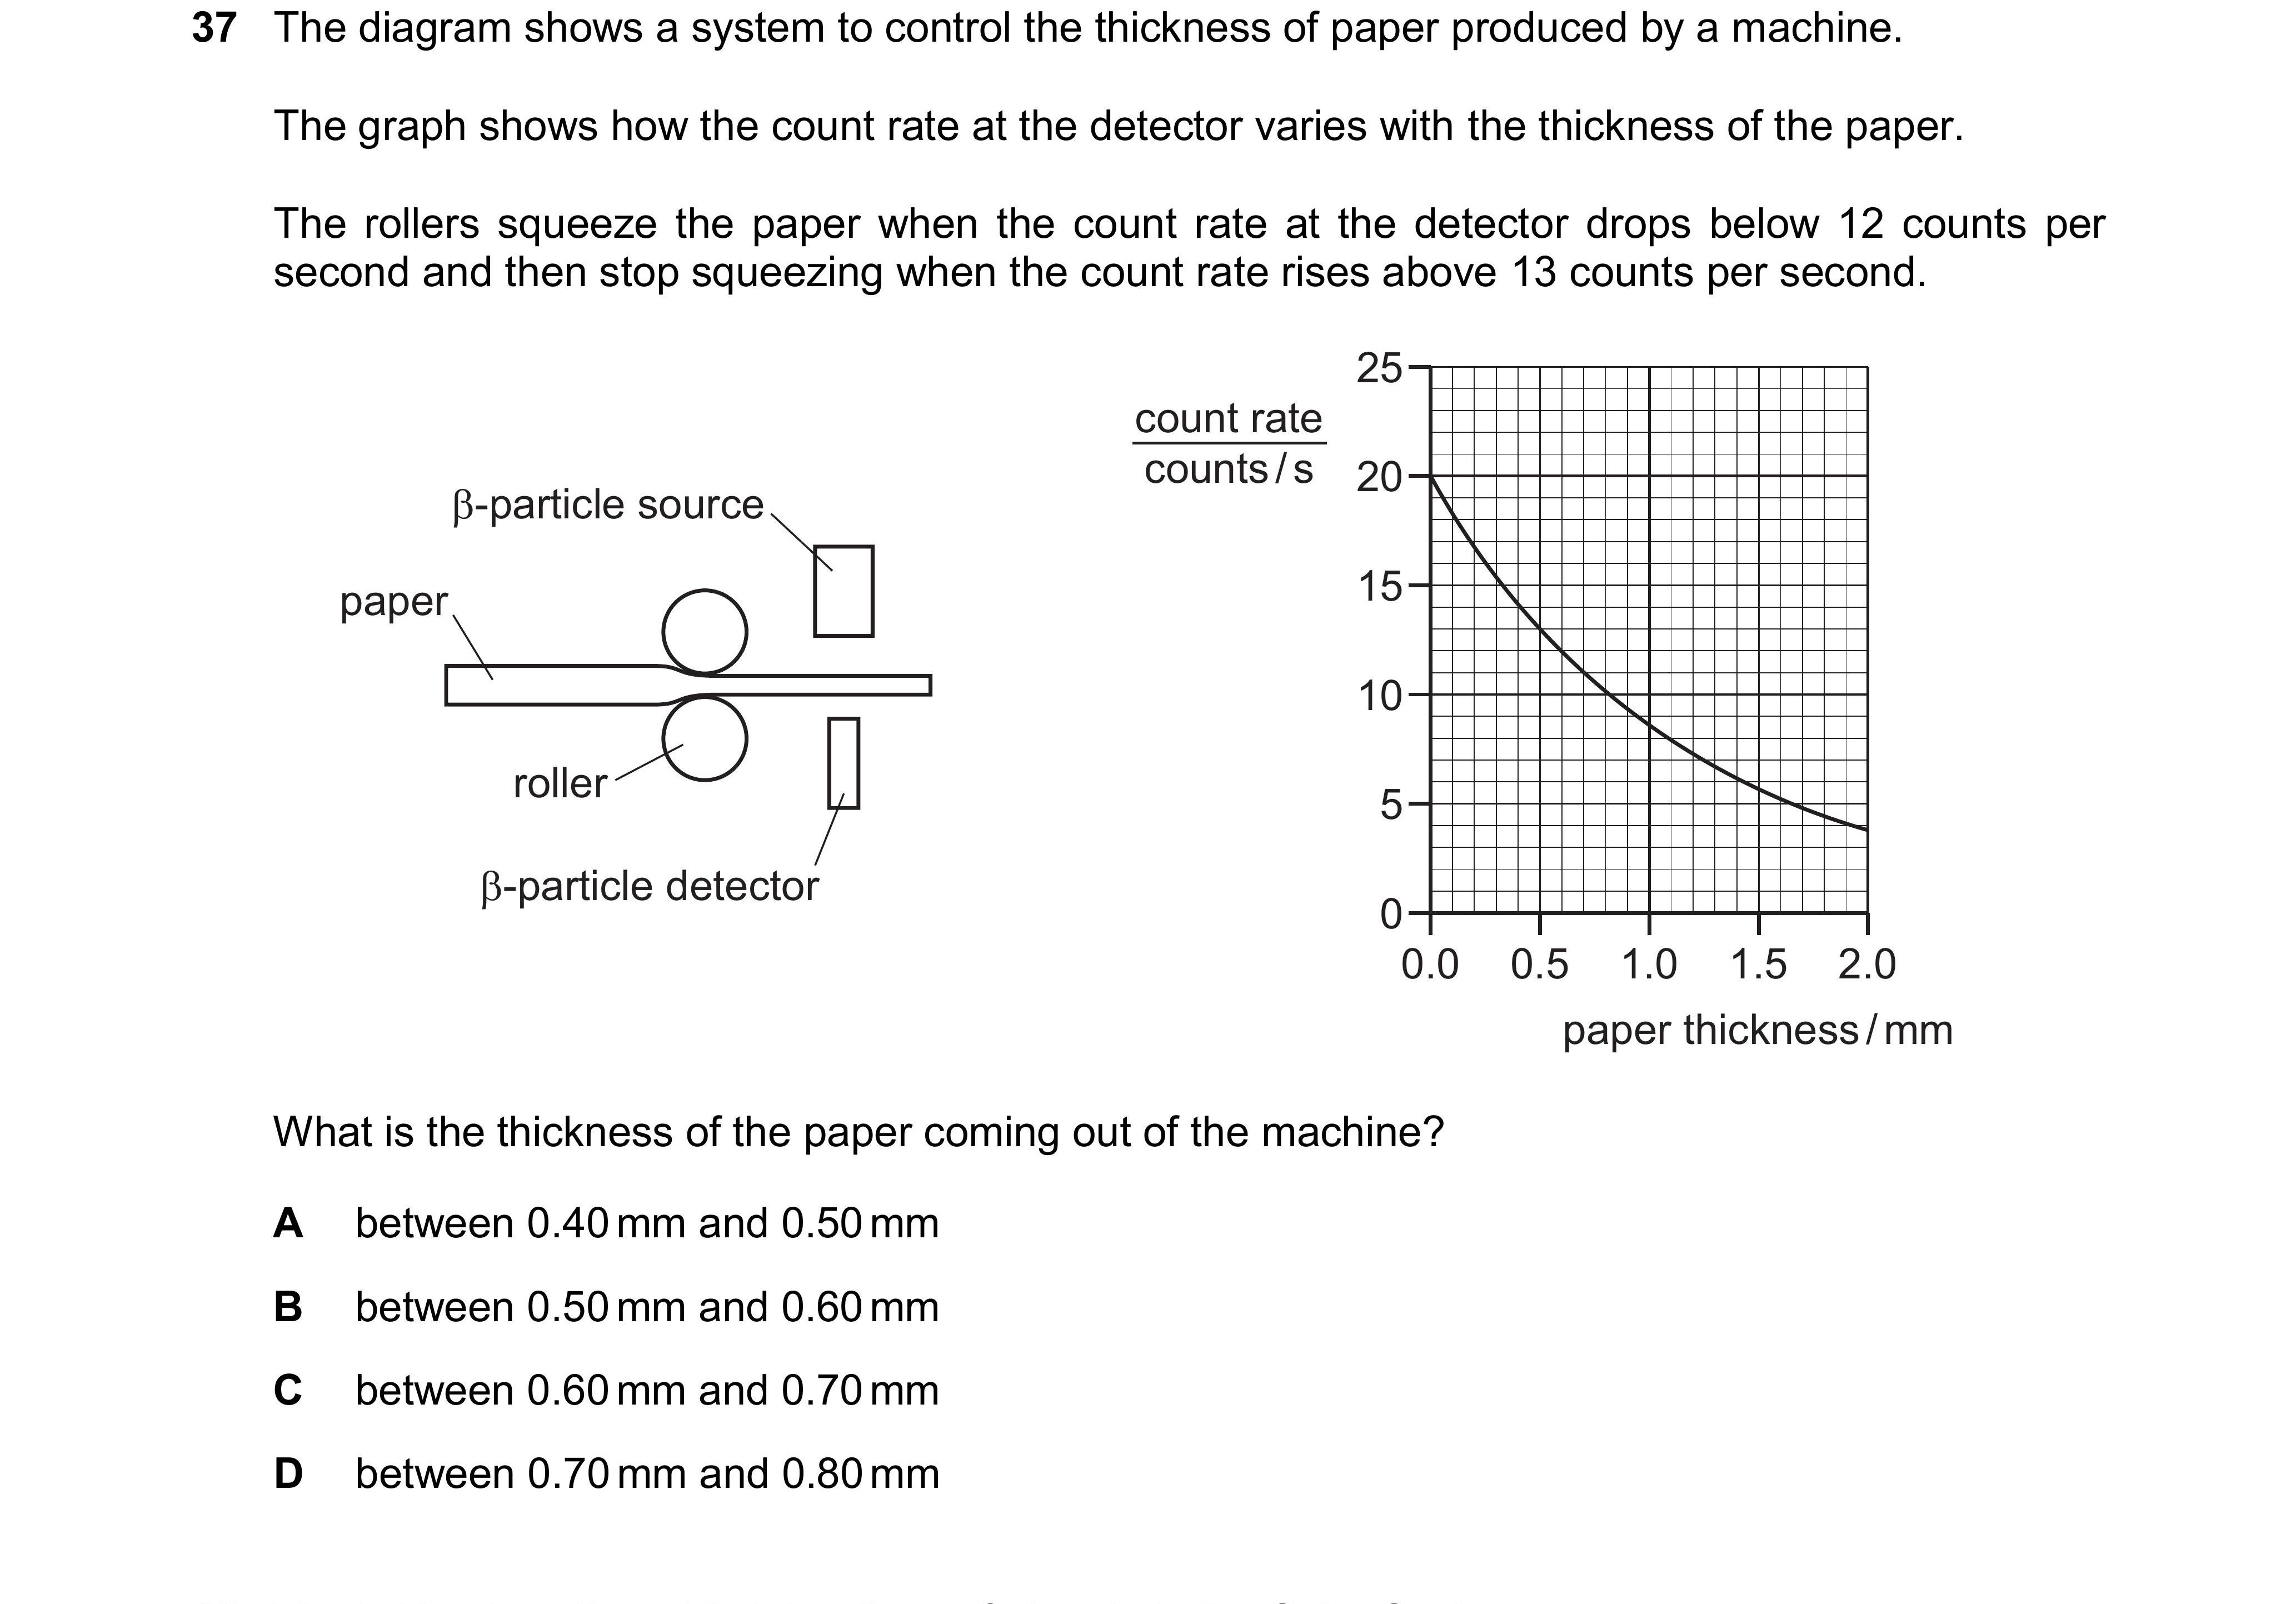 37 The diagram shows a system to control the thickness of paper produced by a machine.
The graph shows how the count rate at the detector varies with the thickness of the paper.
The rollers squeeze the paper when the count rate at the detector drops below 12 counts per
second and then stop squeezing when the count rate rises above 13 counts per second.
β-particle source
paper
roller
β-particle detector
count rate
counts / s
25
20
15
10
5
0
0.0 0.5 1.0 1.5 2.0
paper thickness / mm
What is the thickness of the paper coming out of the machine?
A between 0.40 mm and 0.50 mm
B between 0.50 mm and 0.60 mm
C between 0.60 mm and 0.70 mm
D between 0.70 mm and 0.80 mm